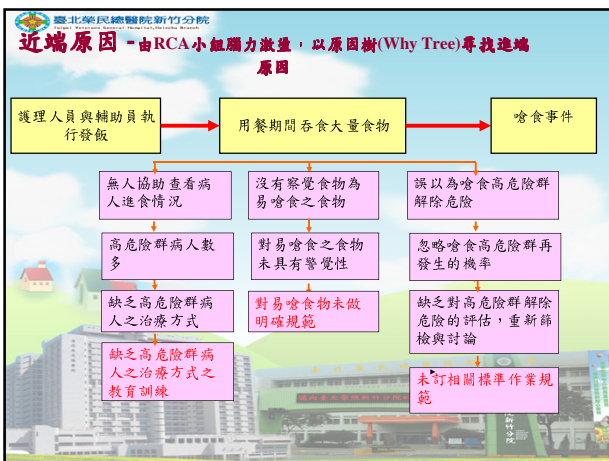 臺北榮民總醫院新竹分院
Taipei Veterans General Hospital, Hsinchu Branch
近端原因 -由RCA小組腦力激盪，以原因樹(Why Tree)尋找進端
原因
護理人員與輔助員執
行發飯
用餐期間吞食大量食物
嗆食事件
無人協助查看病
人進食情況
高危險群病人數
多
缺乏高危險群病
人之治療方式
缺乏高危險群病
人之治療方式之
教育訓練
沒有察覺食物為
易嗆食之食物
對易嗆食之食物
未具有警覺性
對易嗆食物未做
明確規範
誤以為嗆食高危險群
解除危險
忽略嗆食高危險群再
發生的機率
缺乏對高危險群解除
危險的評估，重新篩
檢與討論
未訂相關標準作業規
範